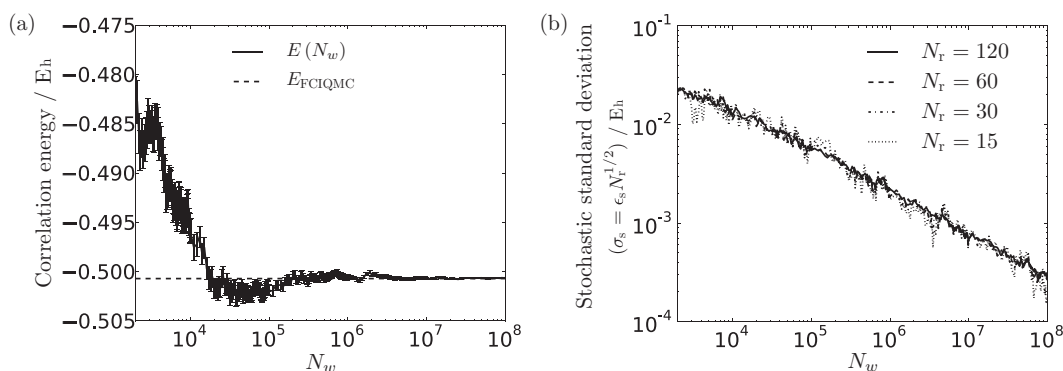 (a)
−0.475
−0.480
−0.485
−0.490
−0.495
−0.500
−0.505
Correlation energy / Eh
E (Nw)
EFCIQMC
10^4
10^5
10^6
10^7
10^8
Nw
(b)
10^-1
10^-2
10^-3
10^-4
Stochastic standard deviation
(σs = ϵsNr^1/2) / Eh
Nr = 120
Nr = 60
Nr = 30
Nr = 15
10^4
10^5
10^6
10^7
10^8
Nw